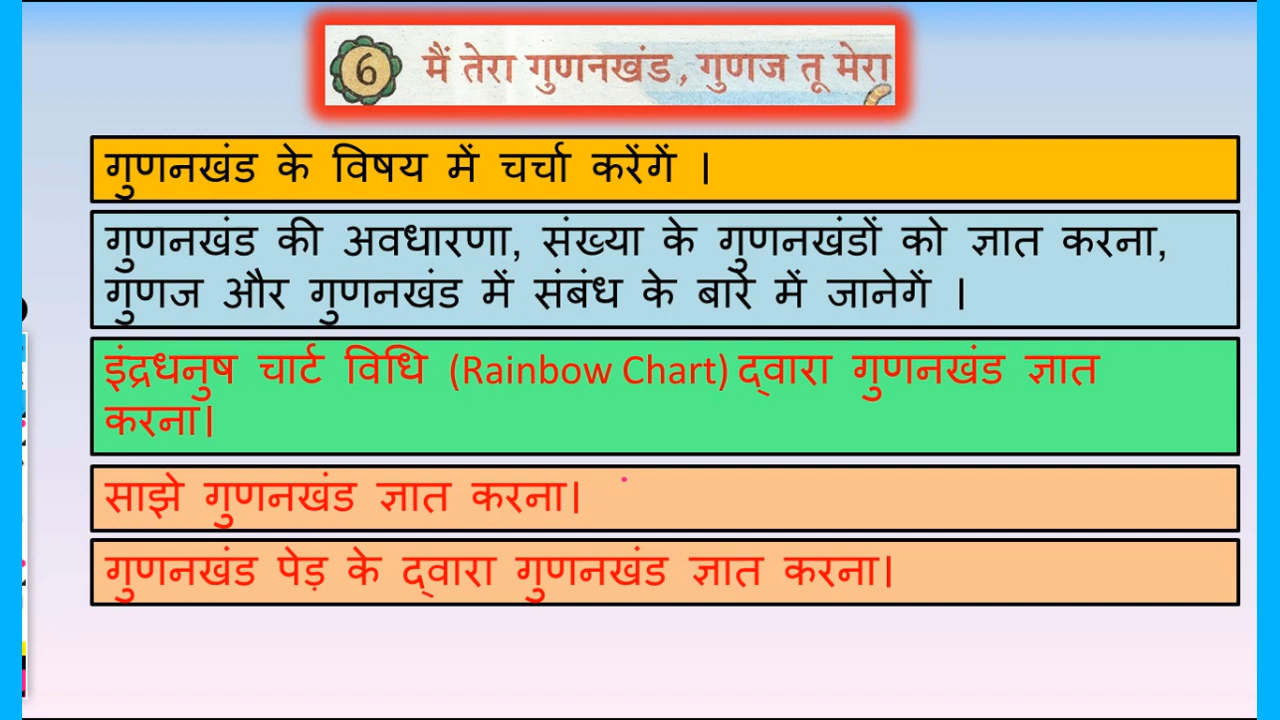 6 मैं तेरा गुणनखंड, गुणज तू मेरा
गुणनखंड के विषय में चर्चा करेंगें ।
गुणनखंड की अवधारणा, संख्या के गुणनखंडों को ज्ञात करना,
गुणज और गुणनखंड में संबंध के बारे में जानेगें ।
इंद्रधनुष चार्ट विधि (Rainbow Chart) द्वारा गुणनखंड ज्ञात
करना।
साझे गुणनखंड ज्ञात करना।
गुणनखंड पेड़ के द्वारा गुणनखंड ज्ञात करना।